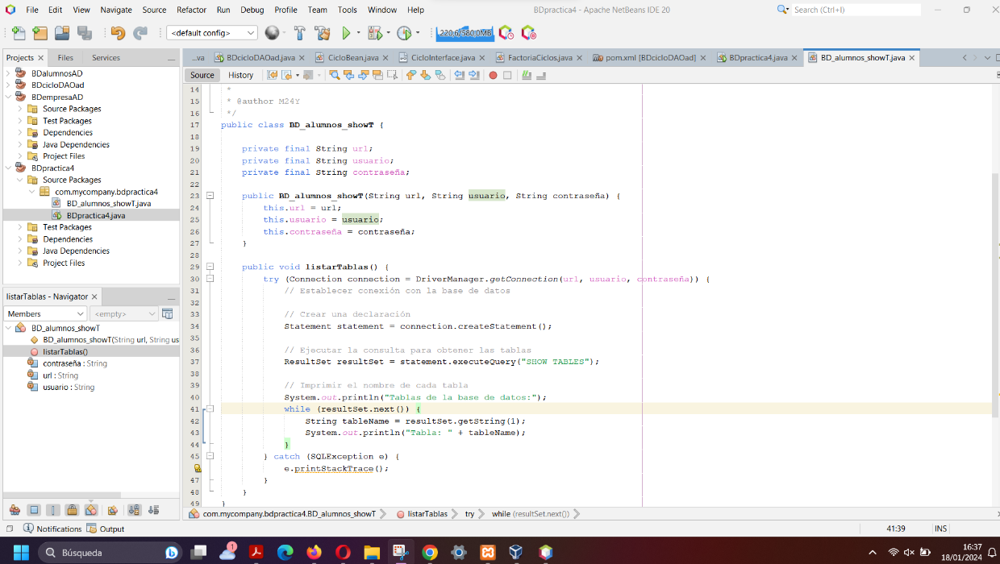 File Edit View Navigate Source Refactor Run Debug Profile Team Tools Window Help
BDpractica4 - Apache NetBeans IDE 20
Search (Ctrl+I)
<default config>
220,6/580,0MB
Projects Files Services
...va BDcicloDAOad.java CicloBean.java CicloInterface.java FactoriaCiclos.java pom.xml [BDcicloDAOad] BDpractica4.java BD_alumnos_showT.java
Source History
BDalumnosAD
BDcicloDAOad
BDempresaAD
Source Packages
Test Packages
Dependencies
Java Dependencies
Project Files
BDpractica4
Source Packages
com.mycompany.bdpractica4
BD_alumnos_showT.java
BDpractica4.java
Test Packages
Dependencies
Java Dependencies
Project Files
listarTablas - Navigator
Members <empty>
BD_alumnos_showT
BD_alumnos_showT(String url, String us
listarTablas()
contraseña : String
url : String
usuario : String
14 *
15 * @author M24Y
16 */
17 public class BD_alumnos_showT {
18
19 private final String url;
20 private final String usuario;
21 private final String contraseña;
22
23 public BD_alumnos_showT(String url, String usuario, String contraseña) {
24 this.url = url;
25 this.usuario = usuario;
26 this.contraseña = contraseña;
27 }
28
29 public void listarTablas() {
30 try (Connection connection = DriverManager.getConnection(url, usuario, contraseña)) {
31 // Establecer conexión con la base de datos
32
33 // Crear una declaración
34 Statement statement = connection.createStatement();
35
36 // Ejecutar la consulta para obtener las tablas
37 ResultSet resultSet = statement.executeQuery("SHOW TABLES");
38
39 // Imprimir el nombre de cada tabla
40 System.out.println("Tablas de la base de datos:");
41 while (resultSet.next()) {
42 String tableName = resultSet.getString(1);
43 System.out.println("Tabla: " + tableName);
44 }
45 } catch (SQLException e) {
e.printStackTrace();
47 }
48 }
49 }
com.mycompany.bdpractica4.BD_alumnos_showT listarTablas try while (resultSet.next())
Notifications Output
41:39 INS
Búsqueda
1
16:37
18/01/2024